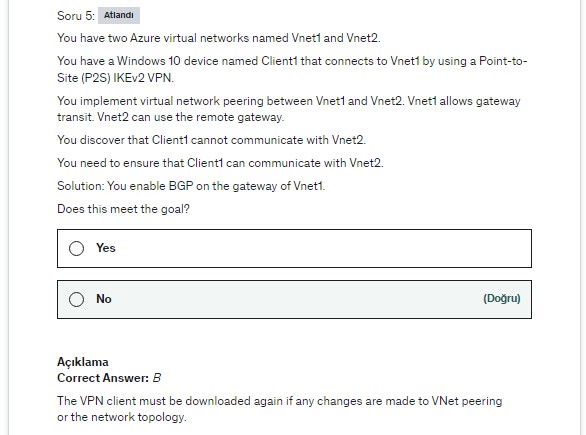 Soru 5: Atlandı
You have two Azure virtual networks named Vnet1 and Vnet2.
You have a Windows 10 device named Client1 that connects to Vnet1 by using a Point-to-
Site (P2S) IKEv2 VPN.
You implement virtual network peering between Vnet1 and Vnet2. Vnet1 allows gateway
transit. Vnet2 can use the remote gateway.
You discover that Client1 cannot communicate with Vnet2.
You need to ensure that Client1 can communicate with Vnet2.
Solution: You enable BGP on the gateway of Vnet1.
Does this meet the goal?
Yes
No (Doğru)
Açıklama
Correct Answer: B
The VPN client must be downloaded again if any changes are made to VNet peering
or the network topology.